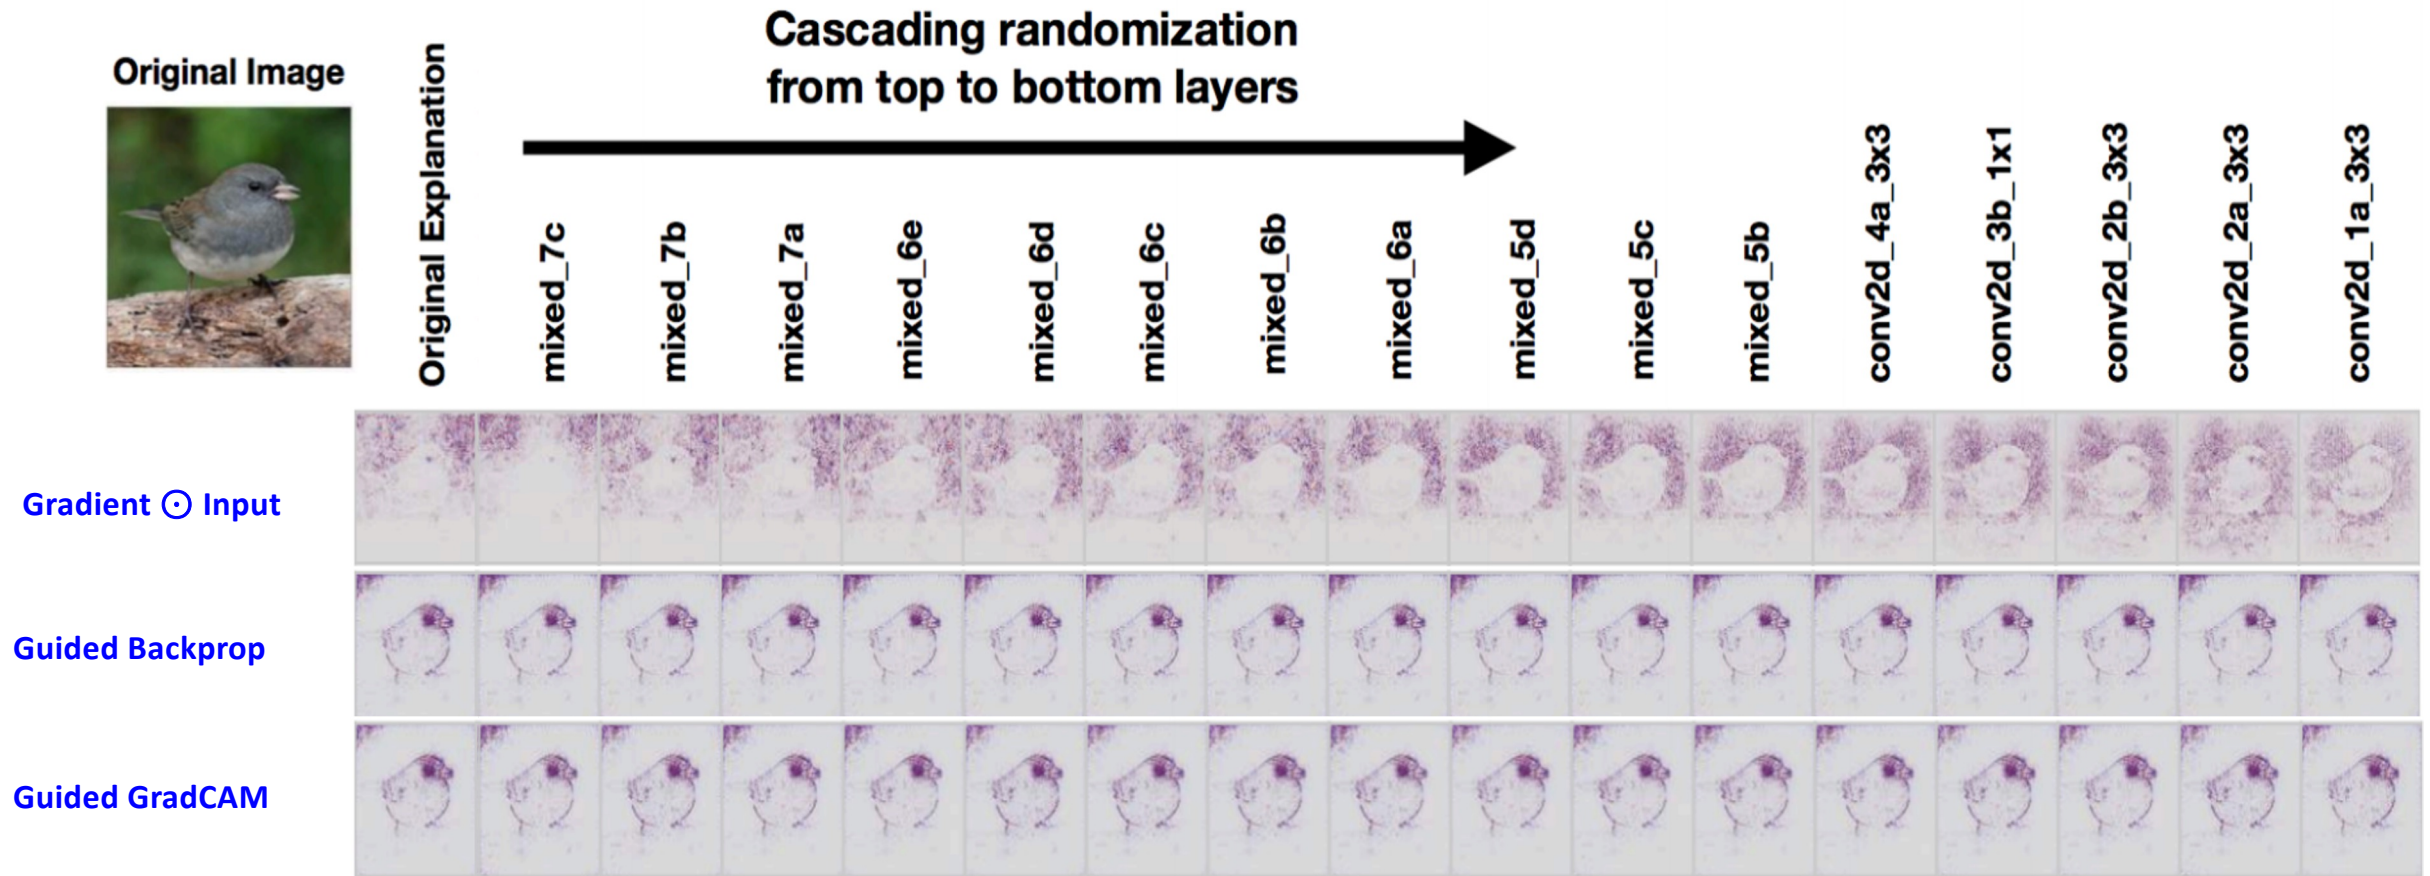 Cascading randomization
from top to bottom layers
Original Image
Original Explanation
mixed_7c
mixed_7b
mixed_7a
mixed_6e
mixed_6d
mixed_6c
mixed_6b
mixed_6a
mixed_5d
mixed_5c
mixed_5b
conv2d_4a_3x3
conv2d_3b_1x1
conv2d_2b_3x3
conv2d_2a_3x3
conv2d_1a_3x3
Gradient ⊙ Input
Guided Backprop
Guided GradCAM